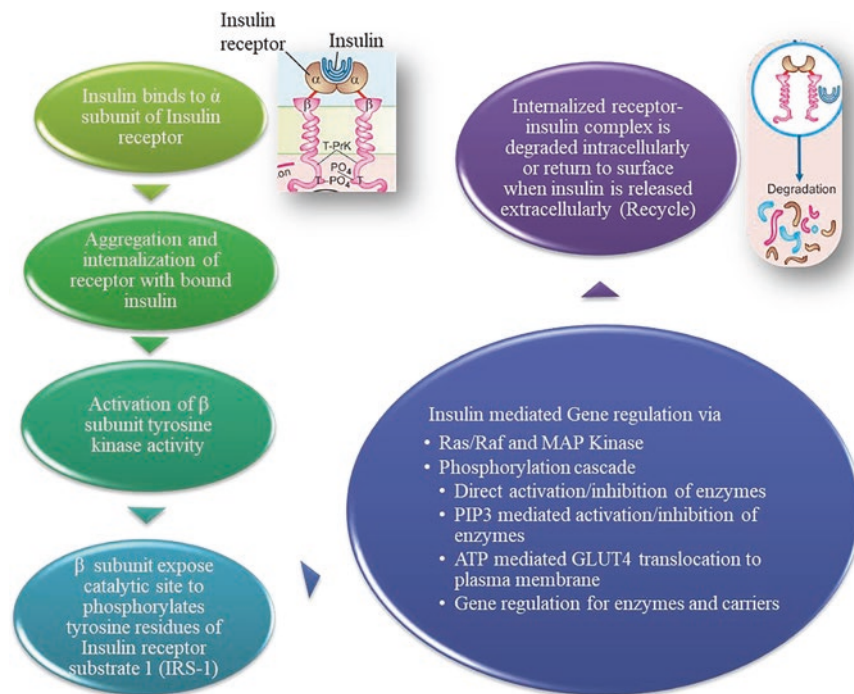 Insulin
receptor
Insulin
α
α
β
β
T-PrK
PO4
T
PO4
T
on
Insulin binds to ά
subunit of Insulin
receptor
Aggregation and
internalization of
receptor with bound
insulin
Activation of β
subunit tyrosine
kinase activity
β subunit expose
catalytic site to
phosphorylates
tyrosine residues of
Insulin receptor
substrate 1 (IRS-1)
Insulin mediated Gene regulation via
• Ras/Raf and MAP Kinase
• Phosphorylation cascade
• Direct activation/inhibition of enzymes
• PIP3 mediated activation/inhibition of
enzymes
• ATP mediated GLUT4 translocation to
plasma membrane
• Gene regulation for enzymes and carriers
Internalized receptor-
insulin complex is
degraded intracellularly
or return to surface
when insulin is released
extracellularly (Recycle)
Degradation